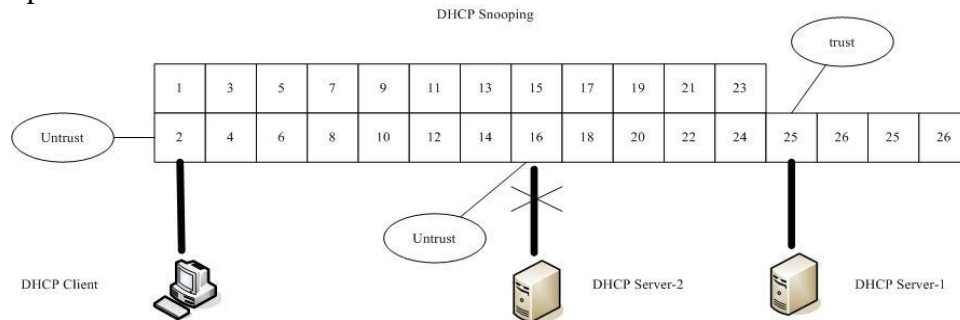 DHCP Snooping
trust
1 3 5 7 9 11 13 15 17 19 21 23
Untrust
2 4 6 8 10 12 14 16 18 20 22 24 25 26 25 26
Untrust
DHCP Client
DHCP Server-2
DHCP Server-1